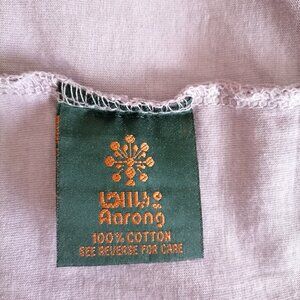 আড়ং
Aarong
100% COTTON
SEE REVERSE FOR CARE